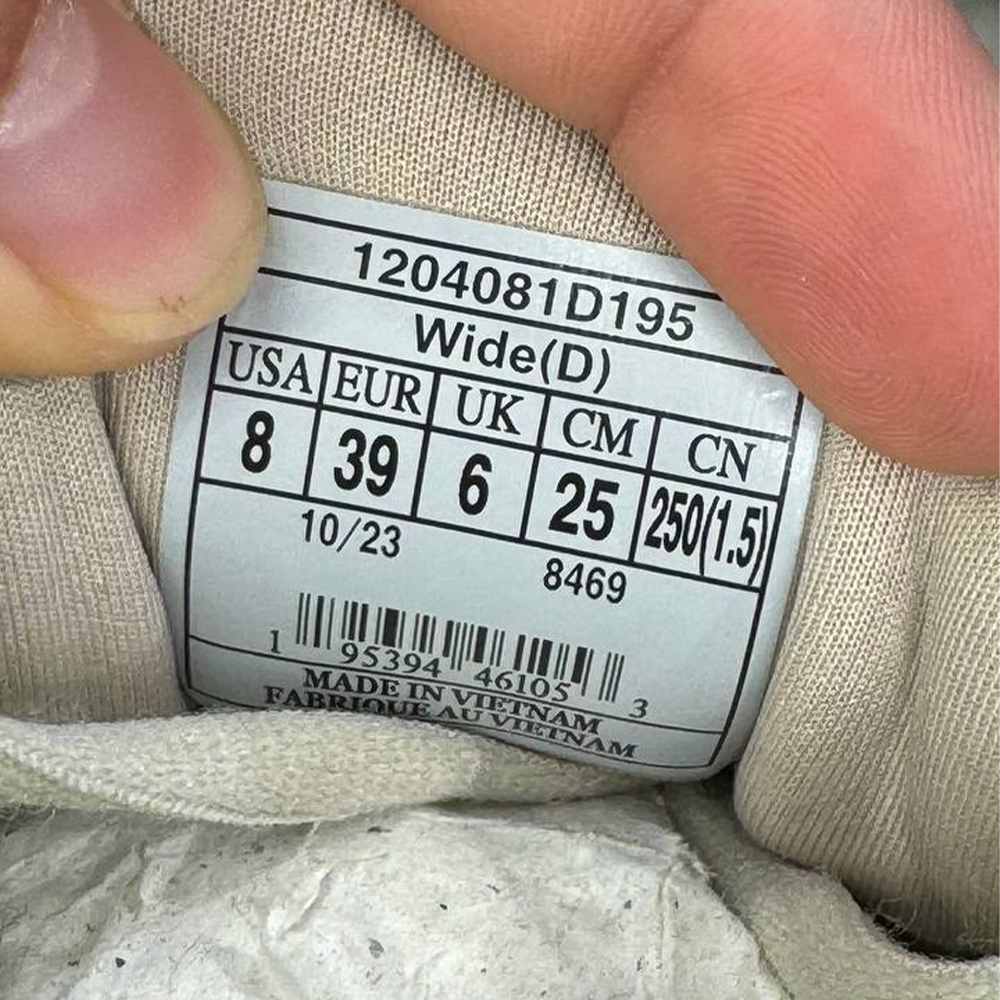 1204081D195
Wide(D)
USA EUR UK CM CN
8 39 6 25 250(1.5)
10/23
8469
1 95394 46105 3
MADE IN VIETNAM
FABRIQUE AU VIETNAM